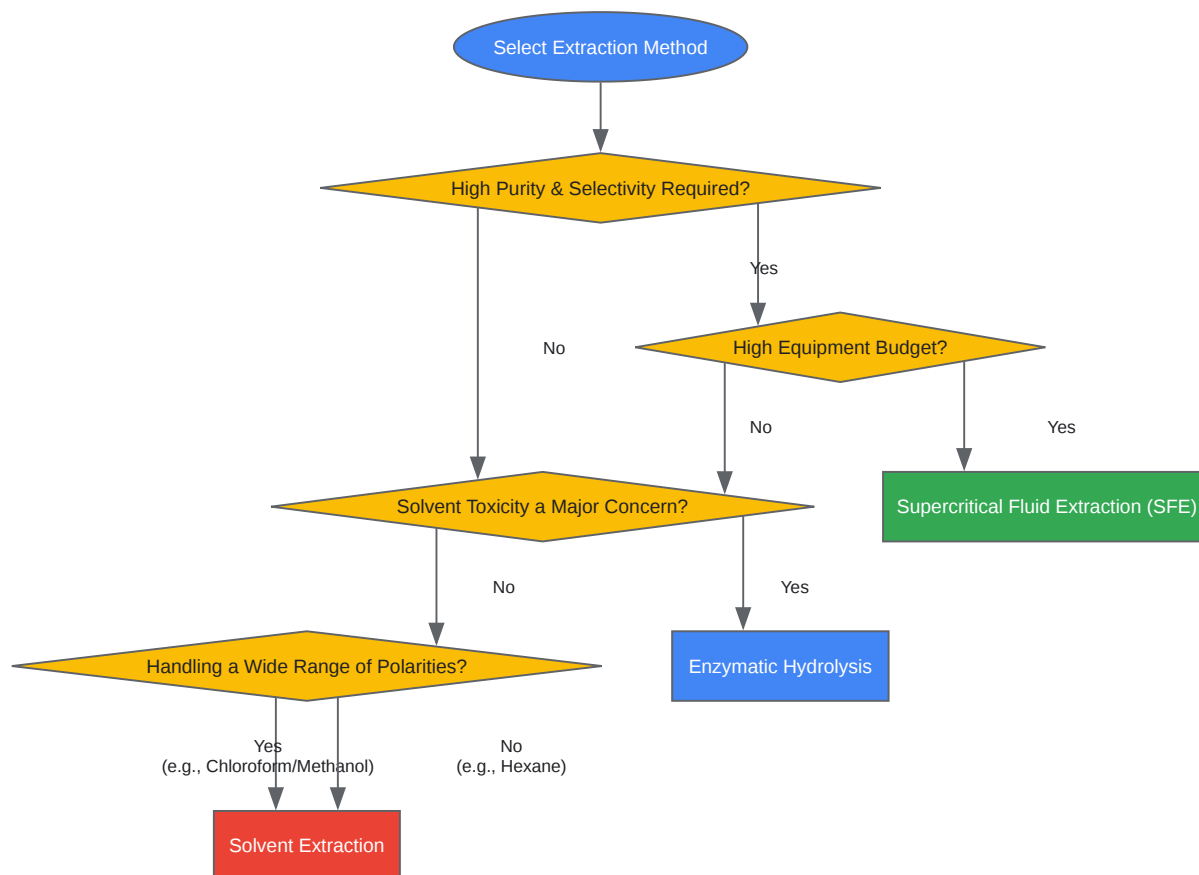 Select Extraction Method
High Purity & Selectivity Required?
Yes
No
High Equipment Budget?
No
Yes
Solvent Toxicity a Major Concern?
Supercritical Fluid Extraction (SFE)
No
Yes
Handling a Wide Range of Polarities?
Enzymatic Hydrolysis
Yes
(e.g., Chloroform/Methanol)
No
(e.g., Hexane)
Solvent Extraction